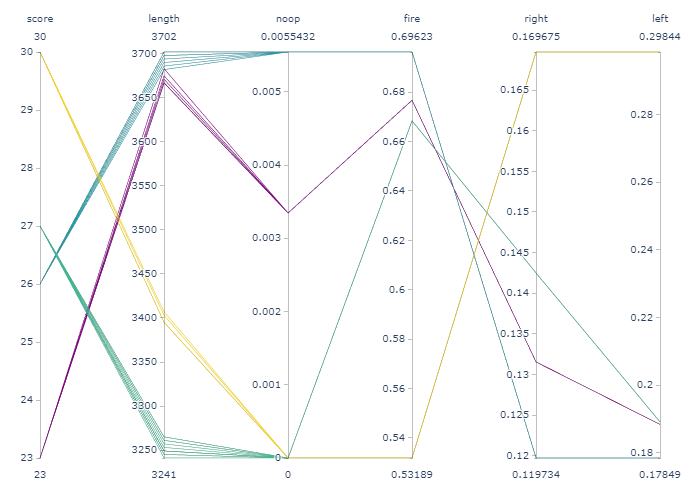 score length noop fire right left
30 3702 0.0055432 0.69623 0.169675 0.29844
30 29 28 27 26 25 24 23
3700 3650 3600 3550 3500 3450 3400 3350 3300 3250
0.005 0.004 0.003 0.002 0.001 0
0.68 0.66 0.64 0.62 0.6 0.58 0.56 0.54
0.165 0.16 0.155 0.15 0.145 0.14 0.135 0.13 0.125 0.12
0.28 0.26 0.24 0.22 0.2 0.18
23 3241 0 0.53189 0.119734 0.17849